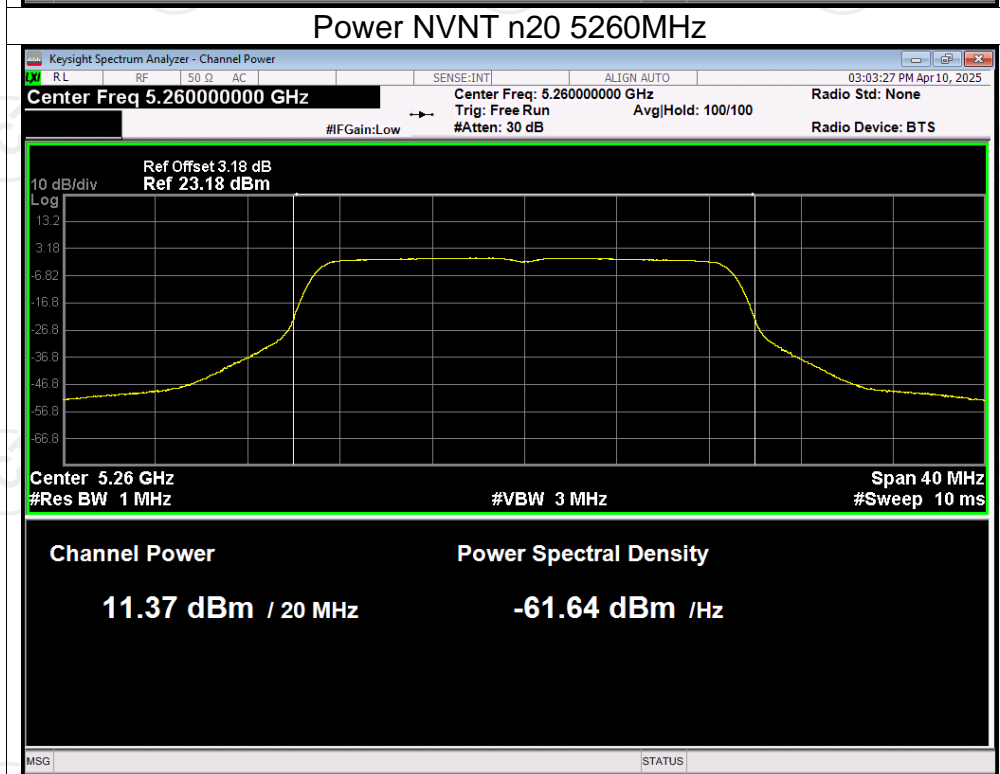 Power NVNT n20 5260MHz
Keysight Spectrum Analyzer - Channel Power
LXI RL RF 50 Ω AC SENSE:INT ALIGN AUTO 03:03:27 PM Apr 10, 2025
Center Freq 5.260000000 GHz Center Freq: 5.260000000 GHz Radio Std: None
Trig: Free Run Avg|Hold: 100/100
#IFGain:Low #Atten: 30 dB Radio Device: BTS
Ref Offset 3.18 dB
10 dB/div Ref 23.18 dBm
Log
13.2
3.18
-6.82
-16.8
-26.8
-36.8
-46.8
-56.8
-66.8
Center 5.26 GHz Span 40 MHz
#Res BW 1 MHz #VBW 3 MHz #Sweep 10 ms
Channel Power Power Spectral Density
11.37 dBm / 20 MHz -61.64 dBm /Hz
MSG STATUS